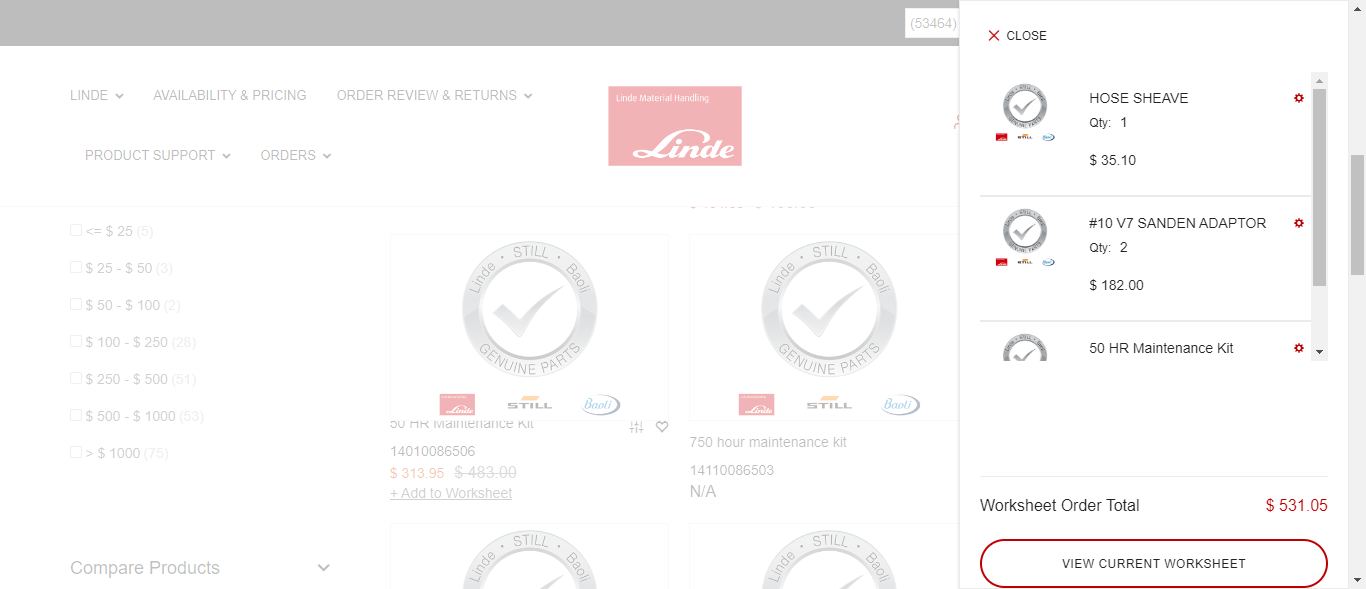 (53464)
CLOSE
LINDE
AVAILABILITY & PRICING
ORDER REVIEW & RETURNS
PRODUCT SUPPORT
ORDERS
Linde Material Handling
Linde
<= $ 25 (5)
$ 25 - $ 50 (3)
$ 50 - $ 100 (2)
$ 100 - $ 250 (28)
$ 250 - $ 500 (51)
$ 500 - $ 1000 (53)
> $ 1000 (75)
Compare Products
Linde • STILL • Baoli
GENUINE PARTS
Linde STILL Baoli
50 HR Maintenance Kit
14010086506
$ 313.95 $ 483.00
+ Add to Worksheet
Linde • STILL • Baoli
GENUINE PARTS
Linde STILL Baoli
750 hour maintenance kit
14110086503
N/A
Linde • STILL • Baoli
Linde • STILL • Baoli
HOSE SHEAVE
Qty: 1
$ 35.10
#10 V7 SANDEN ADAPTOR
Qty: 2
$ 182.00
50 HR Maintenance Kit
Worksheet Order Total
$ 531.05
VIEW CURRENT WORKSHEET